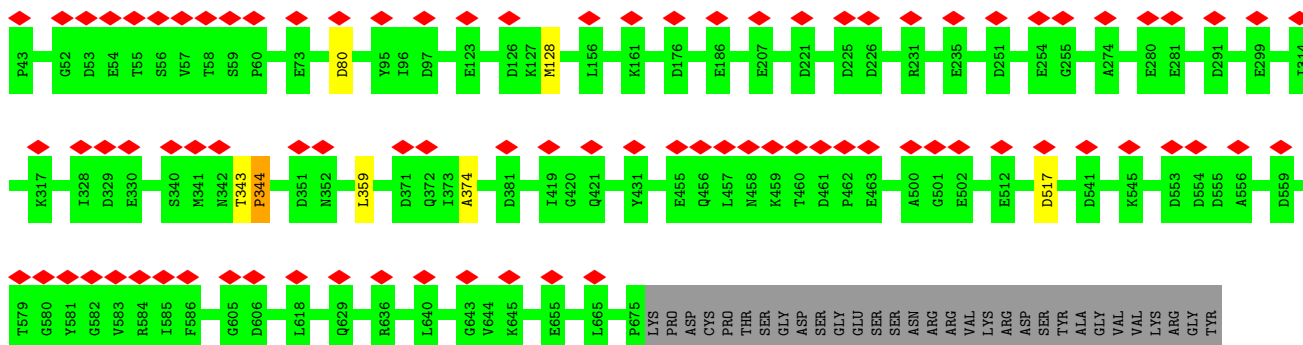 P43 G52 D53 E54 T55 S56 V57 T58 S59 P60 E73 D80 Y95 I96 D97 E123 D126 K127 M128 L156 K161 D176 E186 E207 D221 D225 D226 R231 E235 D251 E254 G255 A274 E280 E281 D291 E299 I314
K317 I328 D329 E330 S340 M341 N342 T343 P344 D351 N352 L359 D371 Q372 I373 A374 D381 I419 G420 Q421 Y431 E455 Q456 L457 N458 K459 T460 D461 P462 E463 A500 G501 E502 E512 D517 D541 K545 D553 D554 D555 A556 D559
T579 G580 Y581 G582 V583 R584 I585 F586 G605 D606 L618 Q629 R636 L640 G643 V644 K645 E655 L665 P675 LYS PRO ASP CYS PRO THR SER GLY ASP SER GLY GLU SER SER ASN ARG ARG VAL LYS ARG ASP SER TYR ALA GLY VAL VAL LYS ARG GLY TYR